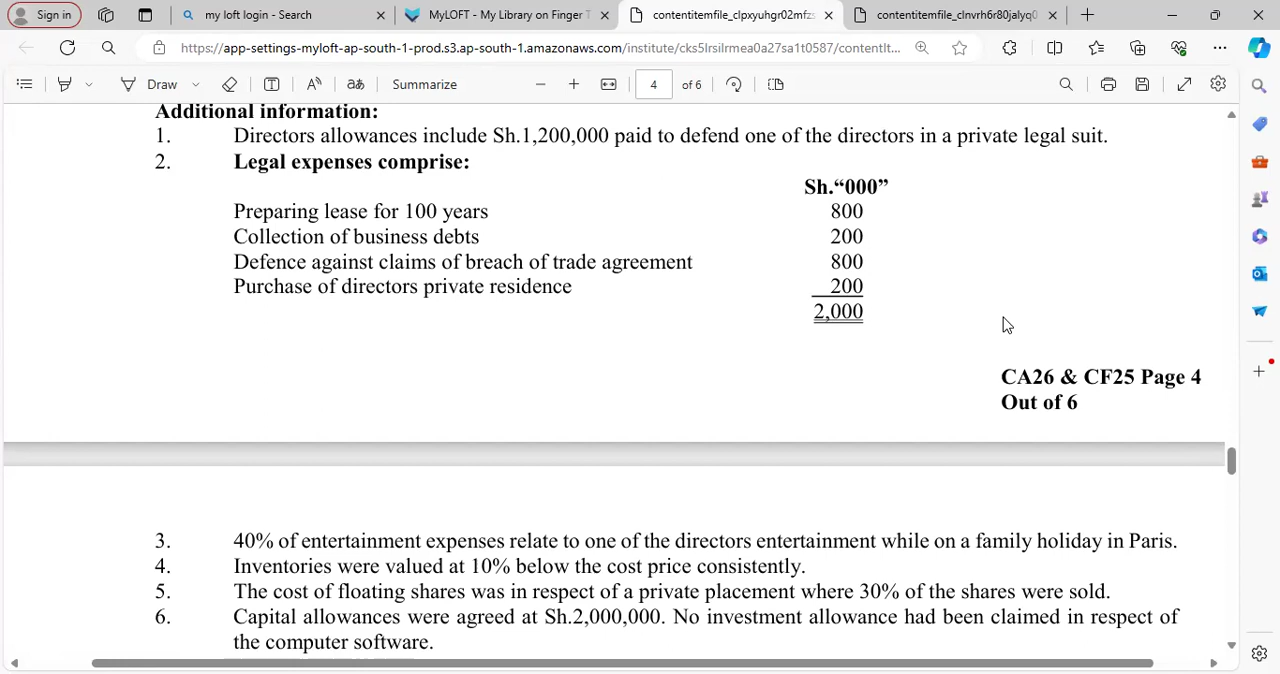 Sign in
my loft login - Search
MyLOFT - My Library on Finger T
contentitemfile_clpxyuhgr02mfzs
contentitemfile_clnvrh6r80jalyq0
https://app-settings-myloft-ap-south-1-prod.s3.ap-south-1.amazonaws.com/institute/cks5lrsilrmea0a27sa1t0587/contentIt...
Draw
aあ
Summarize
4 of 6
Additional information:
1. Directors allowances include Sh.1,200,000 paid to defend one of the directors in a private legal suit.
2. Legal expenses comprise:
Sh.“000”
Preparing lease for 100 years 800
Collection of business debts 200
Defence against claims of breach of trade agreement 800
Purchase of directors private residence 200
2,000
CA26 & CF25 Page 4
Out of 6
3. 40% of entertainment expenses relate to one of the directors entertainment while on a family holiday in Paris.
4. Inventories were valued at 10% below the cost price consistently.
5. The cost of floating shares was in respect of a private placement where 30% of the shares were sold.
6. Capital allowances were agreed at Sh.2,000,000. No investment allowance had been claimed in respect of
the computer software.